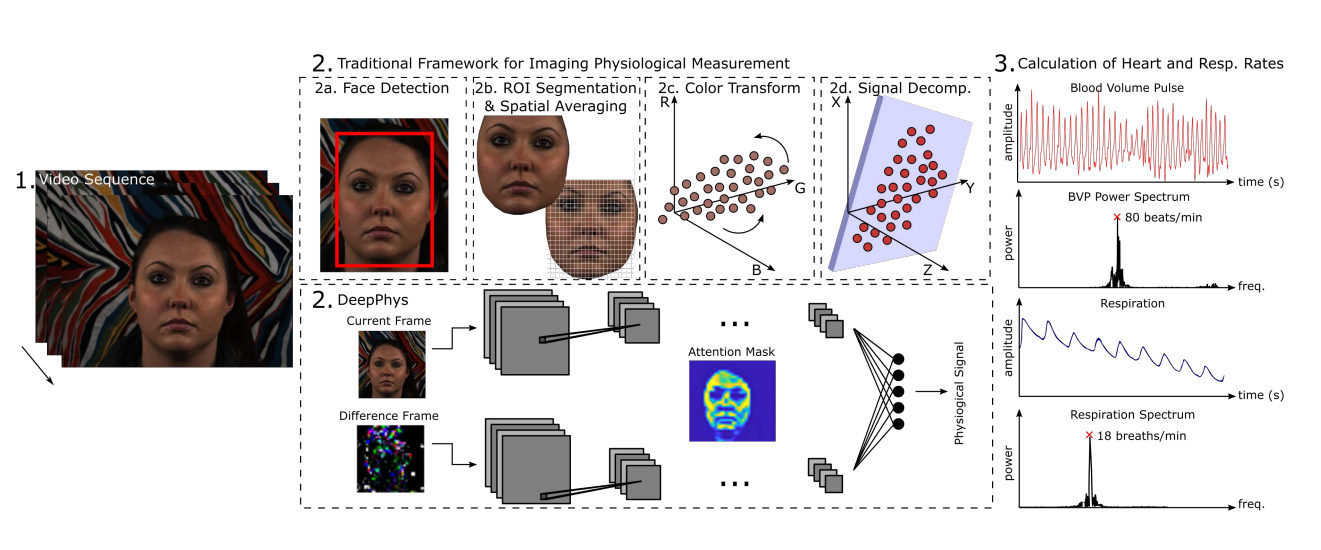 1. Video Sequence
2. Traditional Framework for Imaging Physiological Measurement
2a. Face Detection
2b. ROI Segmentation
& Spatial Averaging
2c. Color Transform
R
G
B
2d. Signal Decomp.
X
Y
Z
2. DeepPhys
Current Frame
Difference Frame
...
Attention Mask
...
Physiogical Signal
3. Calculation of Heart and Resp. Rates
Blood Volume Pulse
amplitude
time (s)
BVP Power Spectrum
80 beats/min
power
freq.
Respiration
amplitude
time (s)
Respiration Spectrum
18 breaths/min
power
freq.